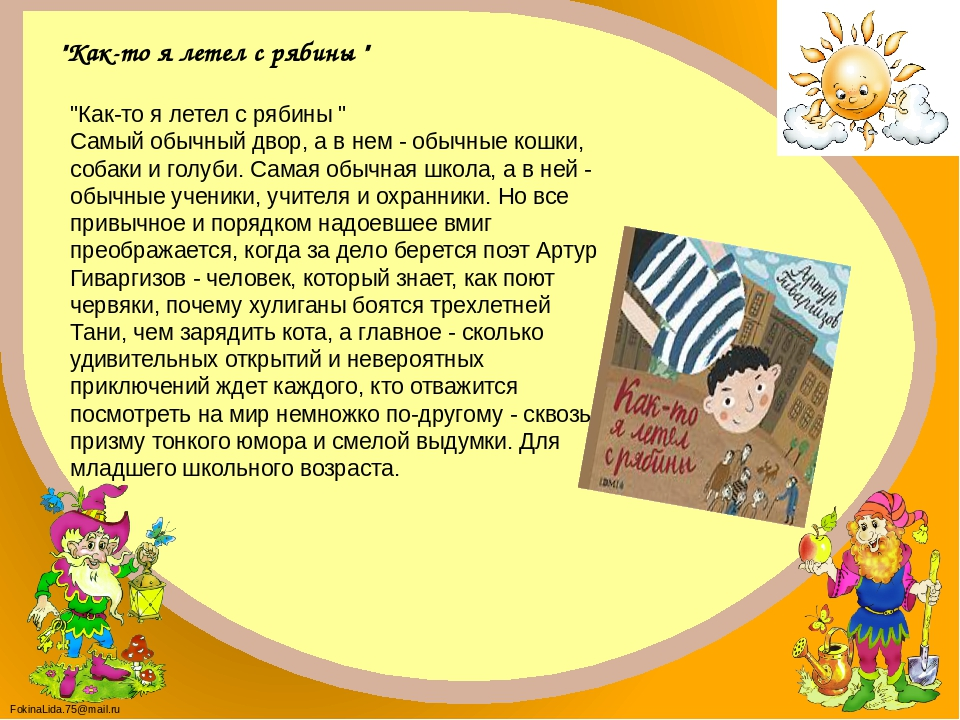 "Как-то я летел с рябины "
"Как-то я летел с рябины "
Самый обычный двор, а в нем - обычные кошки,
собаки и голуби. Самая обычная школа, а в ней -
обычные ученики, учителя и охранники. Но все
привычное и порядком надоевшее вмиг
преображается, когда за дело берется поэт Артур
Гиваргизов - человек, который знает, как поют
червяки, почему хулиганы боятся трехлетней
Тани, чем зарядить кота, а главное - сколько
удивительных открытий и невероятных
приключений ждет каждого, кто отважится
посмотреть на мир немножко по-другому - сквозь
призму тонкого юмора и смелой выдумки. Для
младшего школьного возраста.
Артур
Гиваргизов
Как-то
я летел
с рябины
FokinaLida.75@mail.ru